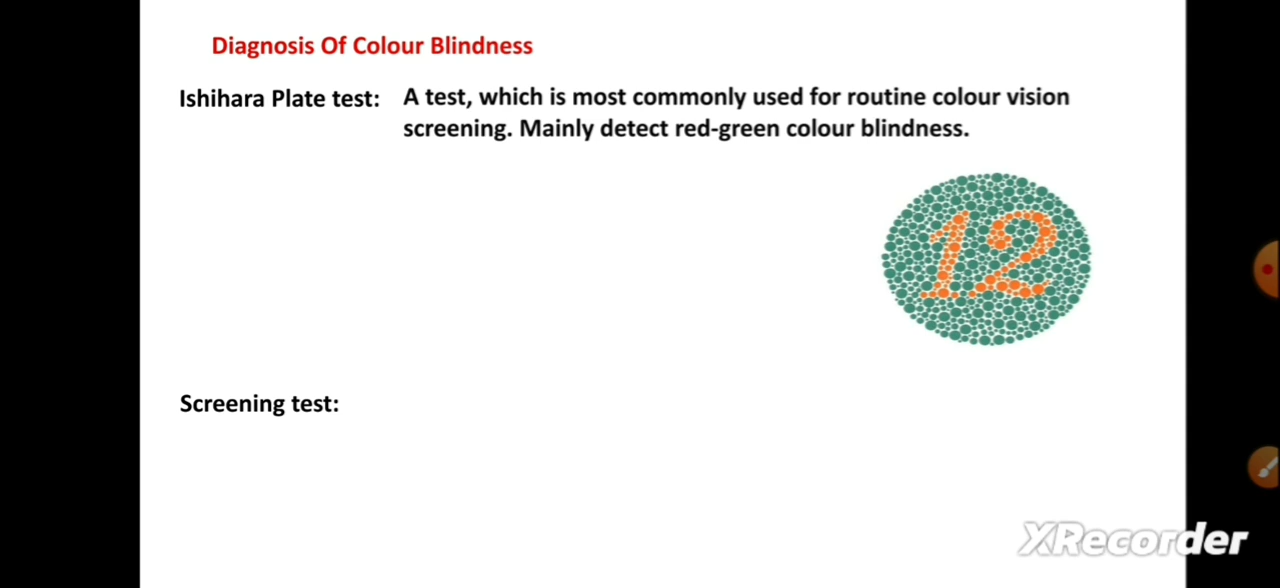 Diagnosis Of Colour Blindness
Ishihara Plate test: A test, which is most commonly used for routine colour vision
screening. Mainly detect red-green colour blindness.
12
Screening test:
XRecorder